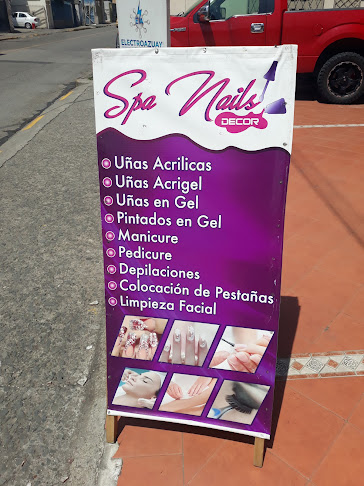 ELECTROAZUAY
Spa Nails
DECOR
Uñas Acrilicas
Uñas Acrigel
Uñas en Gel
Pintados en Gel
Manicure
Pedicure
Depilaciones
Colocación de Pestañas
Limpieza Facial